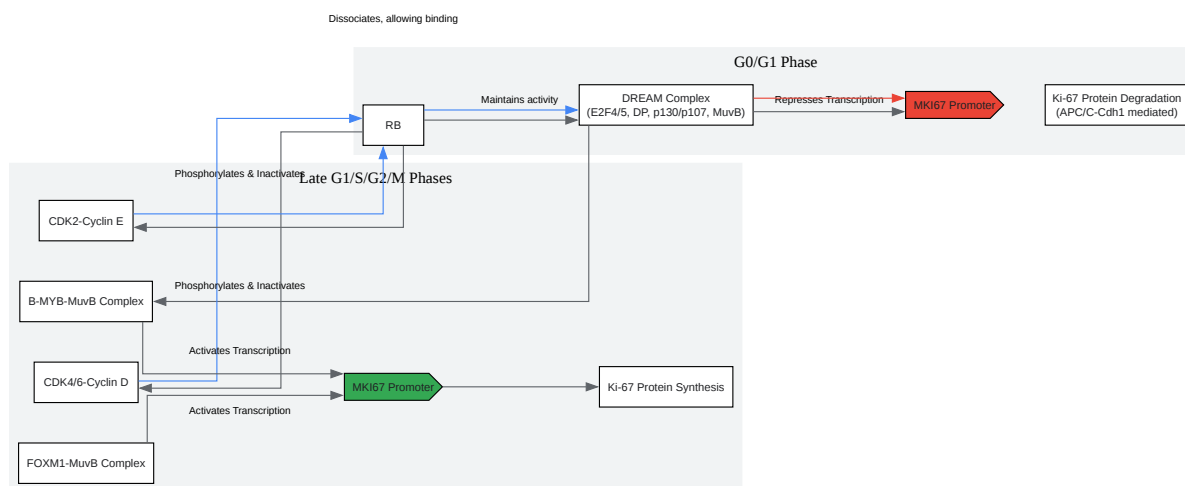 Dissociates, allowing binding
G0/G1 Phase
Maintains activity
DREAM Complex
(E2F4/5, DP, p130/p107, MuvB)
Represses Transcription
MKI67 Promoter
Ki-67 Protein Degradation
(APC/C-Cdh1 mediated)
RB
Phosphorylates & Inactivates
Late G1/S/G2/M Phases
CDK2-Cyclin E
Phosphorylates & Inactivates
B-MYB-MuvB Complex
Activates Transcription
CDK4/6-Cyclin D
MKI67 Promoter
Ki-67 Protein Synthesis
Activates Transcription
FOXM1-MuvB Complex